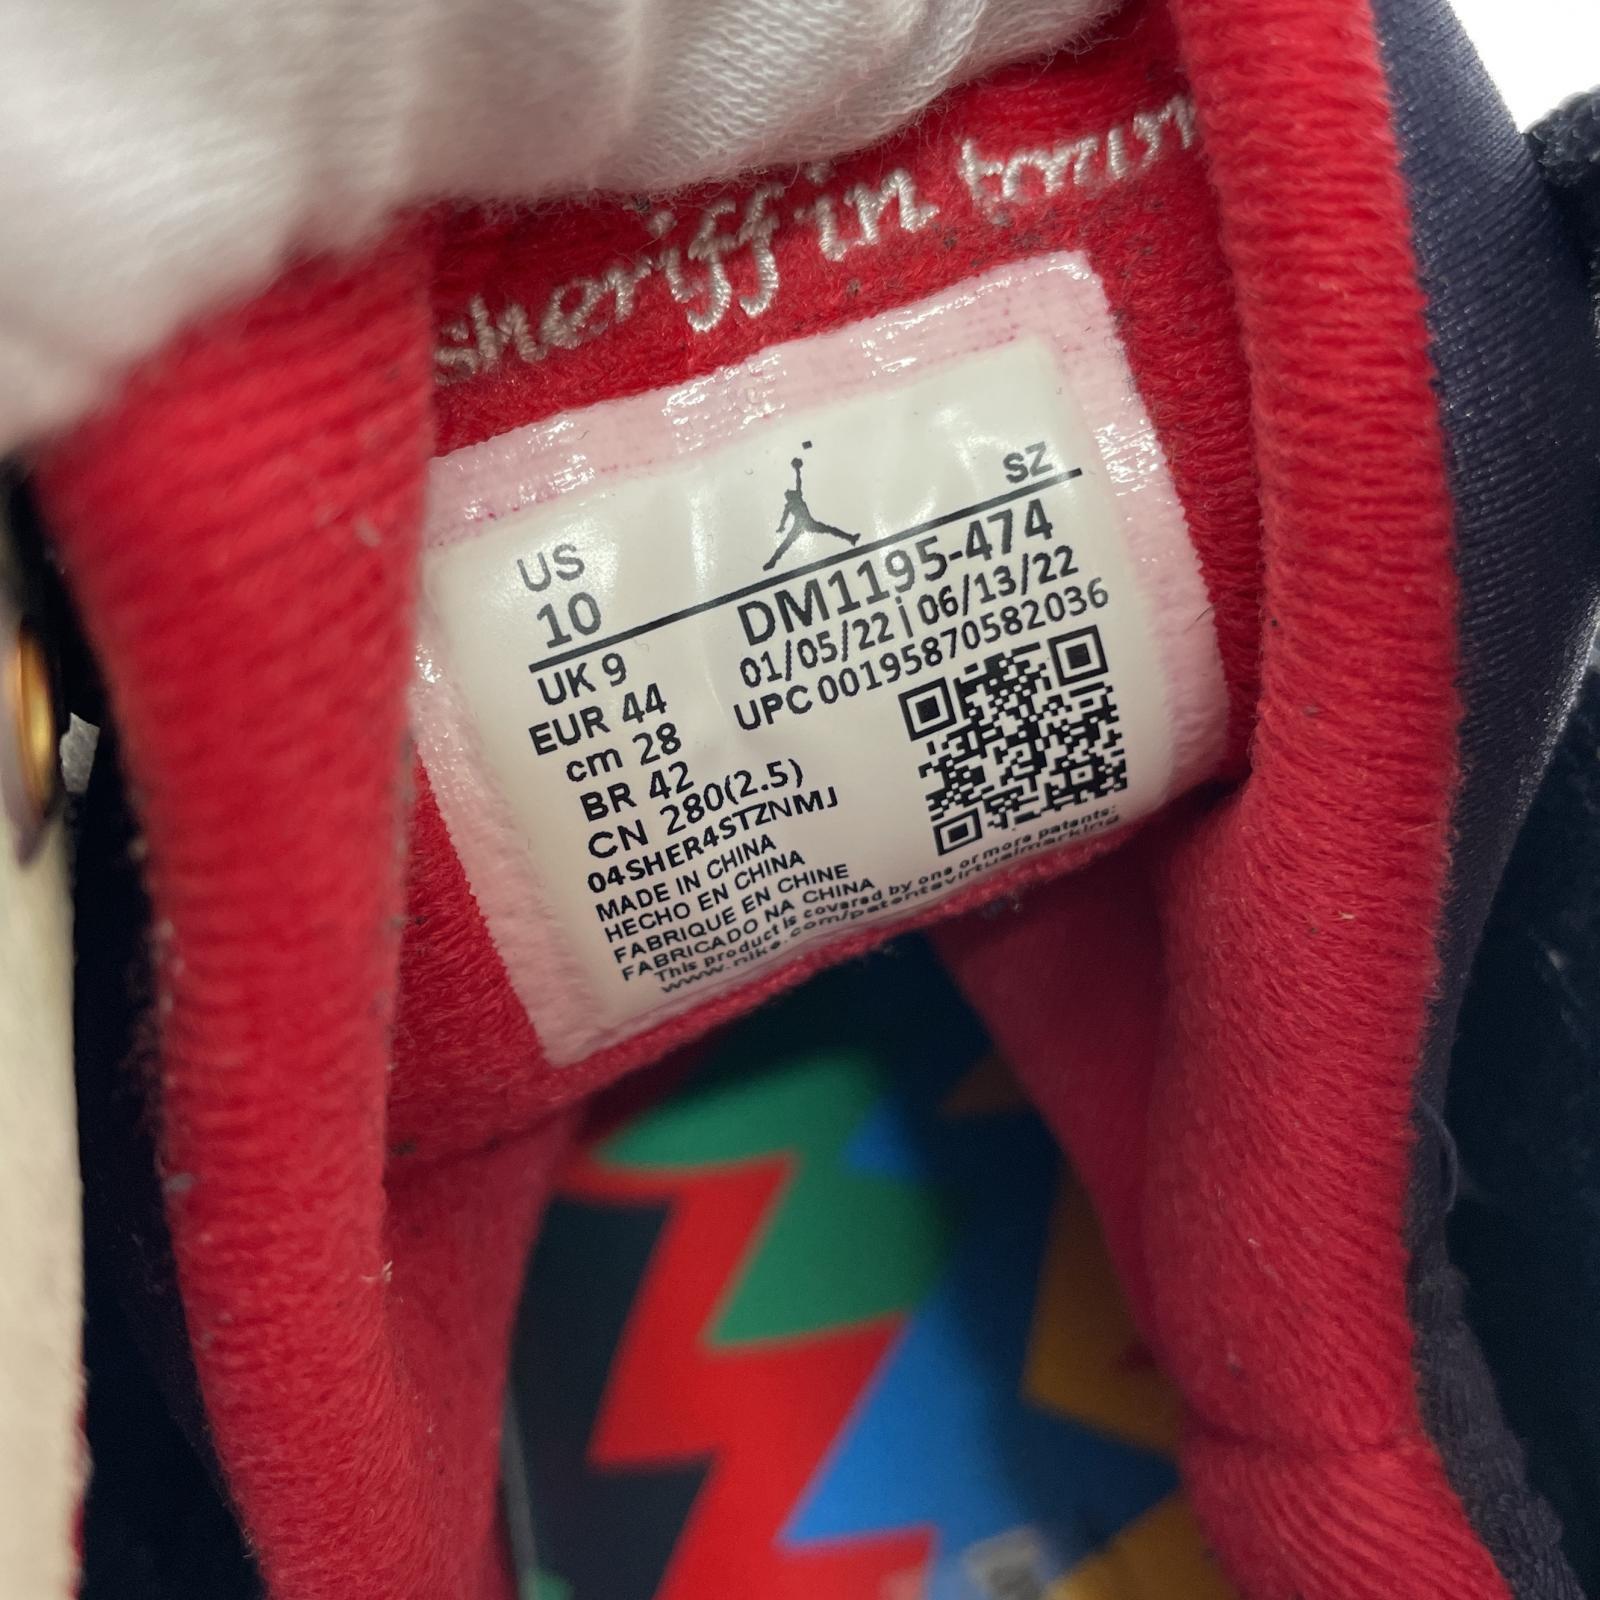 sheriff in town
US
10
SZ
DM1195-474
01/05/22 | 06/13/22
UPC 00195870582036
UK 9
EUR 44
cm 28
BR 42
CN 280(2.5)
04SHER4STZNMJ
MADE IN CHINA
HECHO EN CHINA
FABRIQUE EN CHINE
FABRICADO NA CHINA
This product is covered by one or more patents:
www.nike.com/patentsvirtualmarking